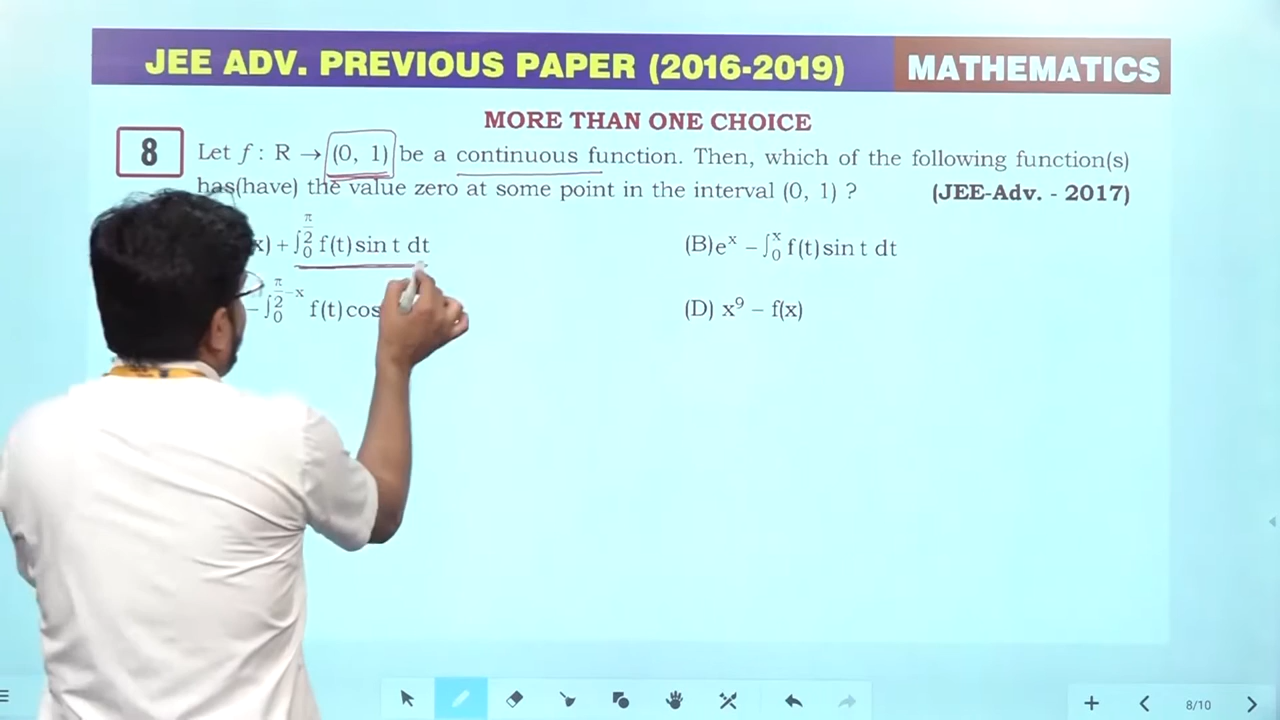 JEE ADV. PREVIOUS PAPER (2016-2019) MATHEMATICS
MORE THAN ONE CHOICE
8 Let f : R → (0, 1) be a continuous function. Then, which of the following function(s)
has(have) the value zero at some point in the interval (0, 1) ? (JEE-Adv. - 2017)
x) + ∫₀^(π/2) f(t) sin t dt (B) eˣ − ∫₀ˣ f(t) sin t dt
− ∫₀^(π/2 − x) f(t) cos (D) x⁹ − f(x)
8/10